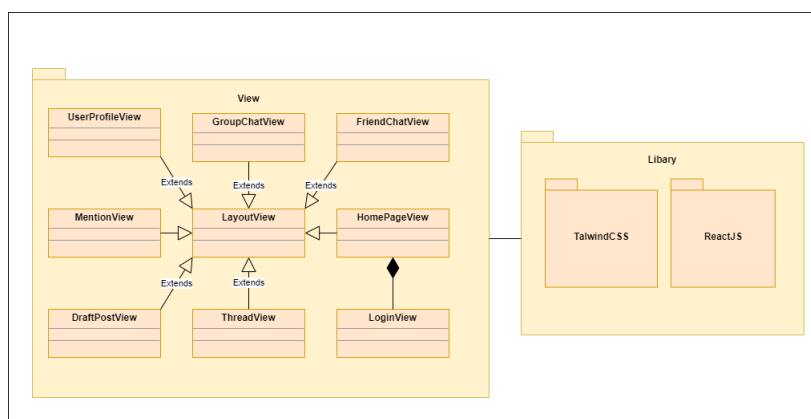 View
UserProfileView
GroupChatView
FriendChatView
Extends
Extends
Extends
MentionView
LayoutView
HomePageView
Extends
Extends
DraftPostView
ThreadView
LoginView
Libary
TalwindCSS
ReactJS